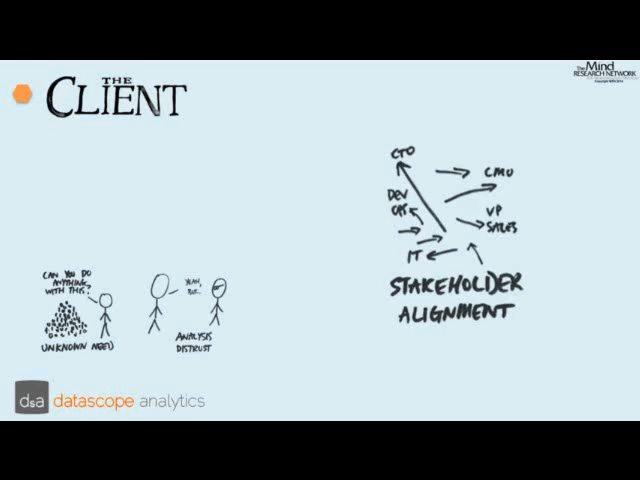 THE
CLIENT
The Mind
RESEARCH NETWORK
CTO
CMO
DEV
OPS
VP
SALES
IT
STAKEHOLDER
ALIGNMENT
CAN YOU DO
ANYTHING
WITH THIS?
YEAH,
BUT...
UNKNOWN NEED
ANALYSIS
DISTRUST
dsa datascope analytics